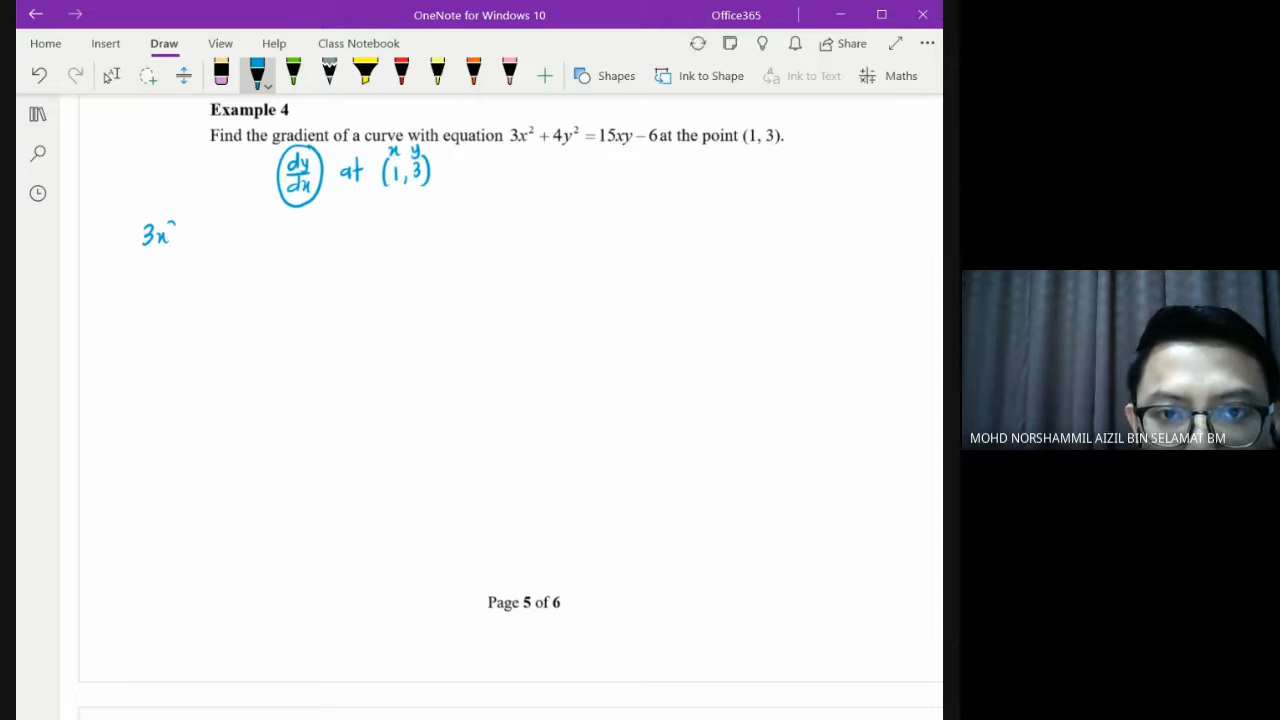 OneNote for Windows 10
Office365
Home Insert Draw View Help Class Notebook Share
Shapes Ink to Shape Ink to Text Maths
Example 4
Find the gradient of a curve with equation 3x² + 4y² = 15xy − 6 at the point (1, 3).
x y
dy/dx at (1, 3)
3x²
MOHD NORSHAMMIL AIZIL BIN SELAMAT BM
Page 5 of 6